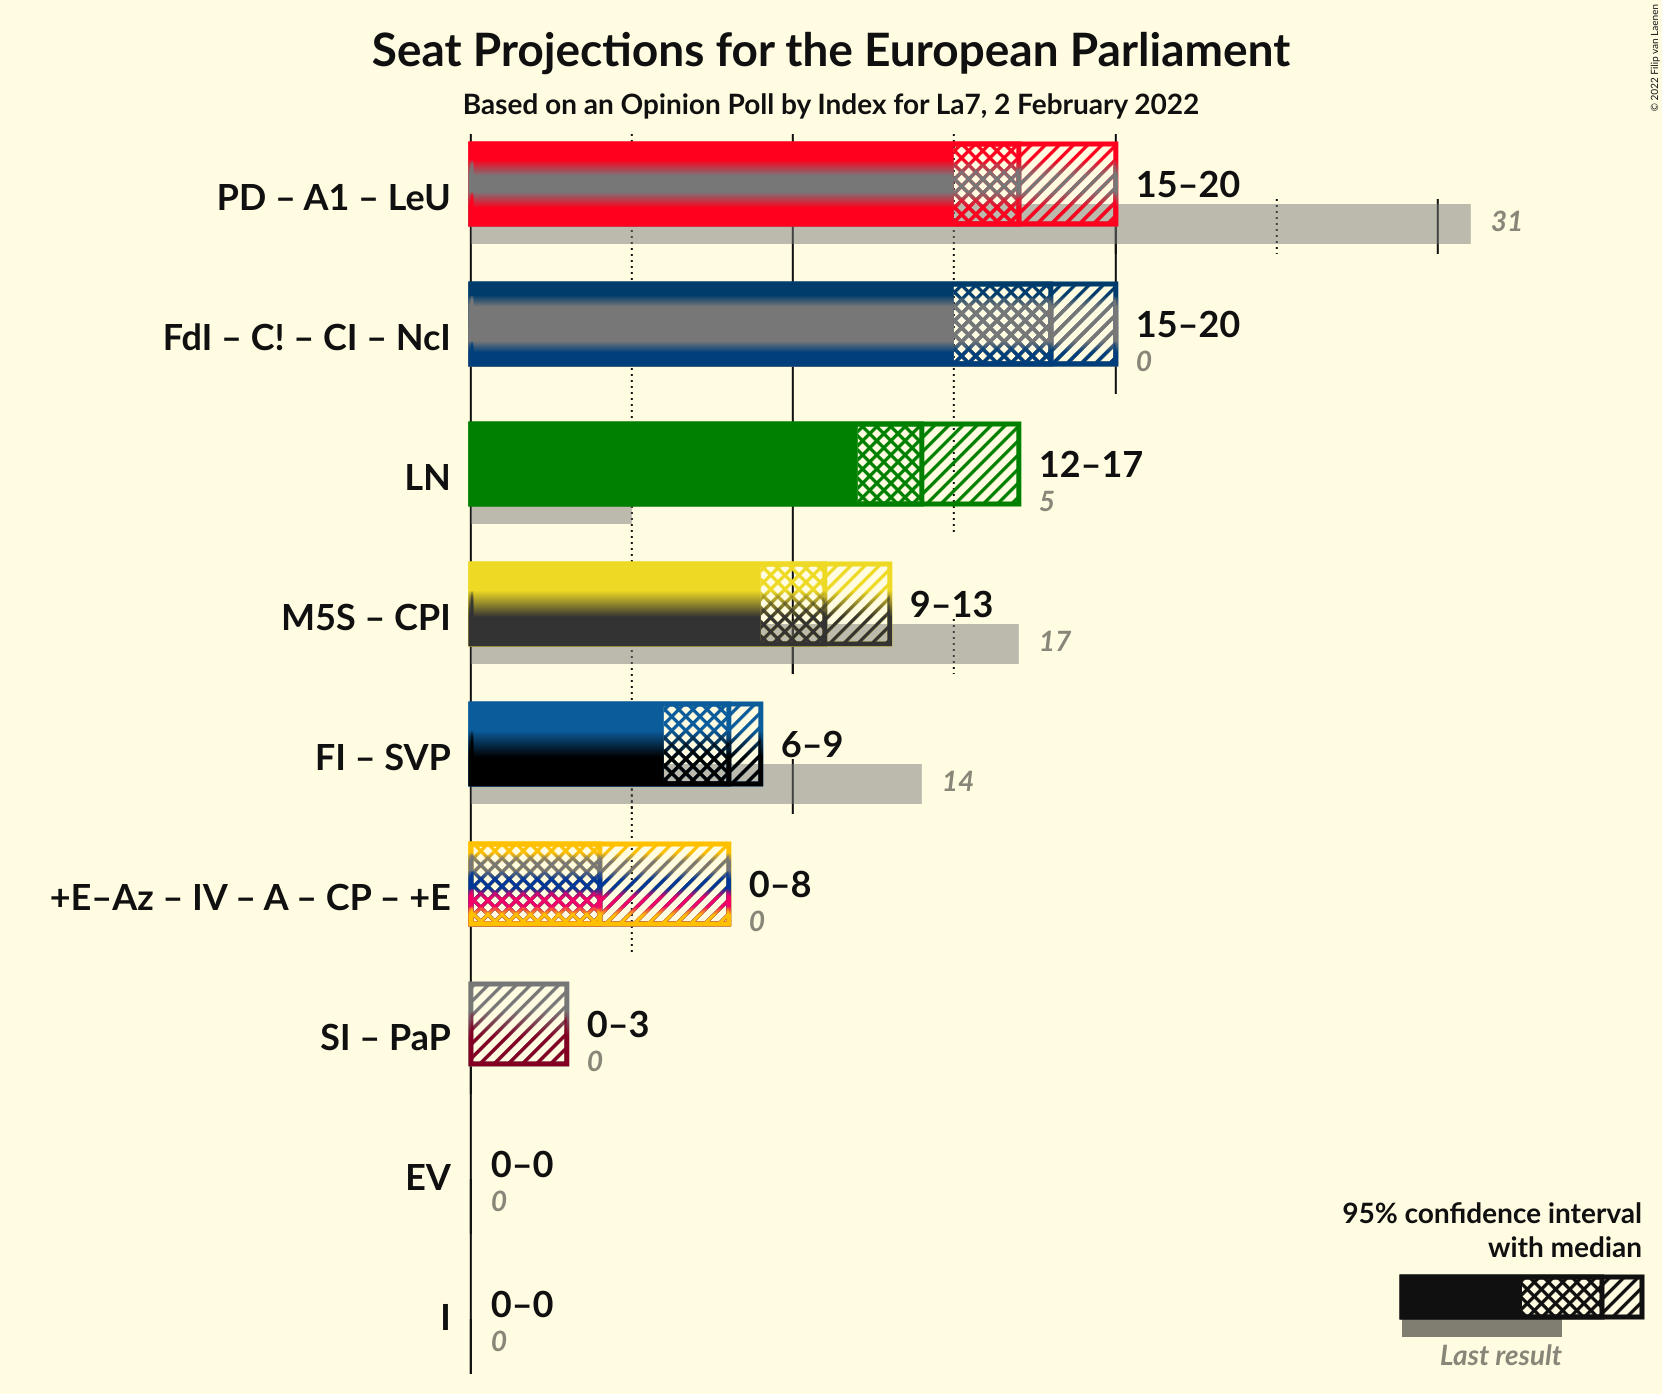 Seat Projections for the European Parliament
Based on an Opinion Poll by Index for La7, 2 February 2022
© 2022 Filip van Laenen
PD – A1 – LeU
15–20
31
FdI – C! – CI – NcI
15–20
0
LN
12–17
5
M5S – CPI
9–13
17
FI – SVP
6–9
14
+E–Az – IV – A – CP – +E
0–8
0
SI – PaP
0–3
0
EV
0–0
0
I
0–0
0
95% confidence interval
with median
Last result